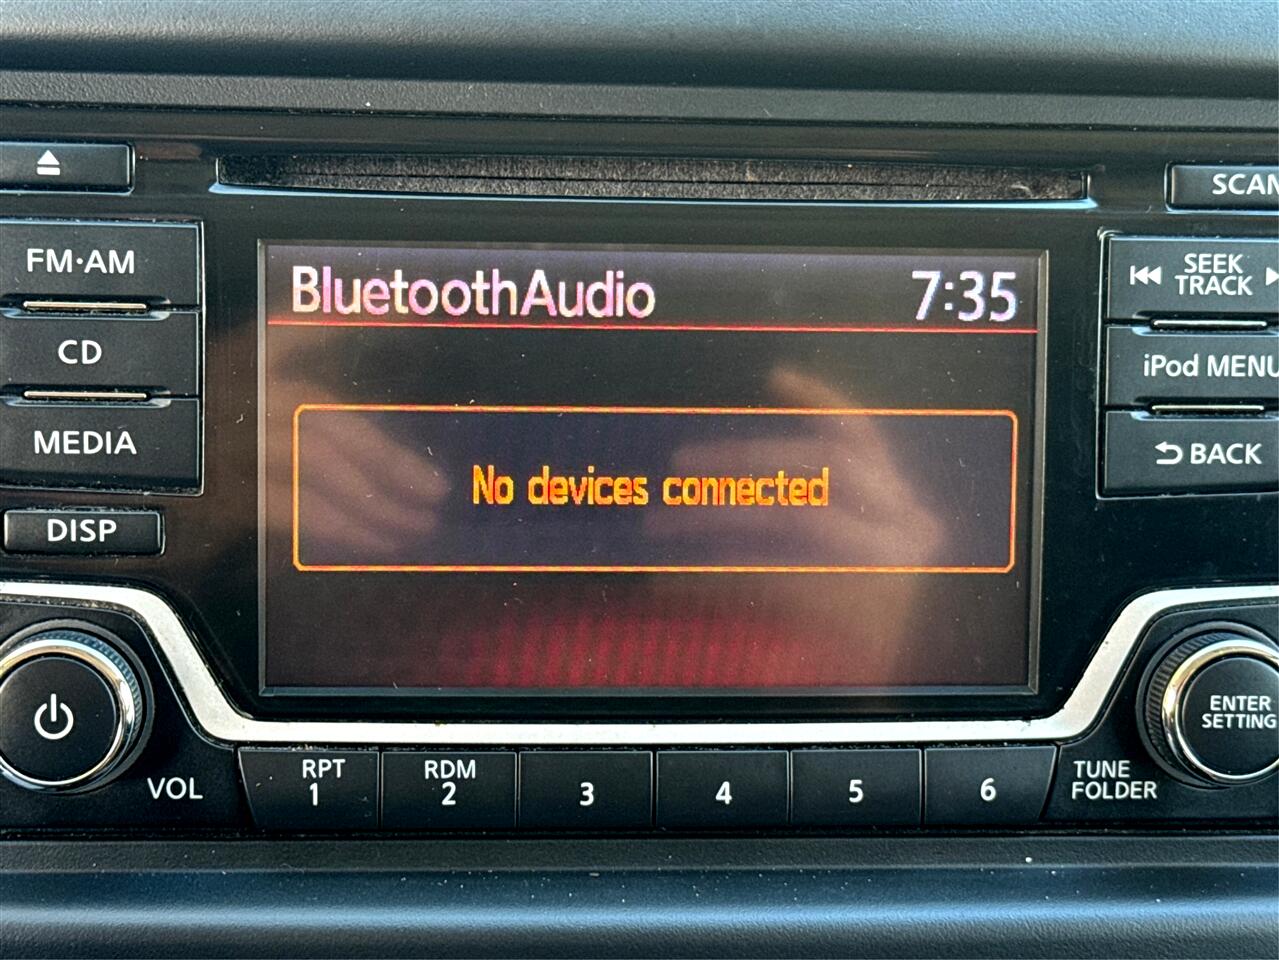 SCAN
FM·AM
CD
MEDIA
DISP
BluetoothAudio 7:35
No devices connected
SEEK
TRACK
iPod MENU
BACK
VOL
RPT
1
RDM
2
3
4
5
6
TUNE
FOLDER
ENTER
SETTING